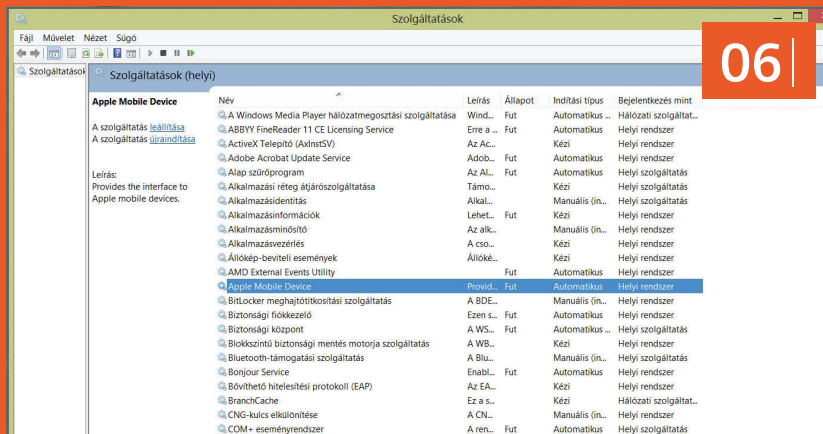 Szolgáltatások
06
Fájl Művelet Nézet Súgó
Szolgáltatások
Szolgáltatások (helyi)
Apple Mobile Device
A szolgáltatás leállítása
A szolgáltatás újraindítása
Leírás:
Provides the interface to
Apple mobile devices.
Név Leírás Állapot Indítási típus Bejelentkezés mint
A Windows Media Player hálózatmegosztási szolgáltatása Wind... Fut Automatikus ... Hálózati szolgáltat...
ABBYY FineReader 11 CE Licensing Service Erre a ... Fut Automatikus Helyi rendszer
ActiveX Telepítő (AxInstSV) Az Ac... Kézi Helyi rendszer
Adobe Acrobat Update Service Adob... Fut Automatikus Helyi rendszer
Alap szűrőprogram Az Al... Fut Automatikus Helyi szolgáltatás
Alkalmazási réteg átjárószolgáltatása Támo... Kézi Helyi szolgáltatás
Alkalmazásidentitás Alkal... Manuális (in... Helyi szolgáltatás
Alkalmazásinformációk Lehet... Fut Manuális (in... Helyi rendszer
Alkalmazásminősítő Az alk... Manuális (in... Helyi rendszer
Alkalmazásvezérlés A cso... Kézi Helyi rendszer
Állókép-beviteli események Állóké... Kézi Helyi rendszer
AMD External Events Utility Fut Automatikus Helyi rendszer
Apple Mobile Device Provid... Fut Automatikus Helyi rendszer
BitLocker meghajtótitkosítási szolgáltatás A BDE... Manuális (in... Helyi rendszer
Biztonsági fiókkezelő Ezen s... Fut Automatikus Helyi rendszer
Biztonsági központ A WS... Fut Automatikus ... Helyi szolgáltatás
Blokkszintű biztonsági mentés motorja szolgáltatás A WB... Kézi Helyi rendszer
Bluetooth-támogatási szolgáltatás A Blu... Manuális (in... Helyi szolgáltatás
Bonjour Service Enabl... Fut Automatikus Helyi rendszer
Bővíthető hitelesítési protokoll (EAP) Az EA... Kézi Helyi rendszer
BranchCache Ez a s... Kézi Hálózati szolgáltat...
CNG-kulcs elkülönítése A CN... Manuális (in... Helyi rendszer
COM+ eseményrendszer A ren... Fut Automatikus Helyi szolgáltatás